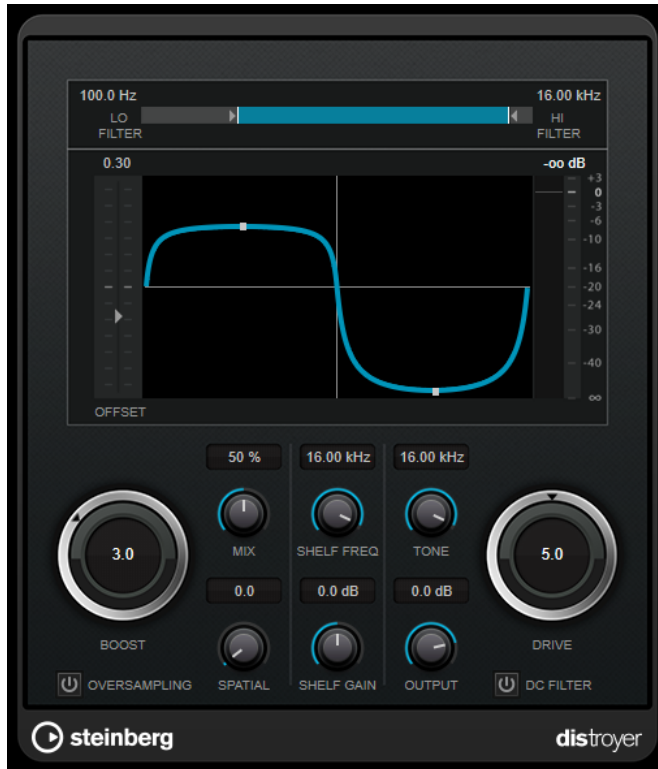 100.0 Hz 16.00 kHz
LO FILTER HI FILTER
0.30 -oo dB
+3
0
-3
-6
-10
-16
-20
-24
-30
-40
∞
OFFSET
50 % 16.00 kHz 16.00 kHz
3.0 5.0
MIX SHELF FREQ TONE
0.0 0.0 dB 0.0 dB
BOOST DRIVE
OVERSAMPLING SPATIAL SHELF GAIN OUTPUT DC FILTER
steinberg distroyer